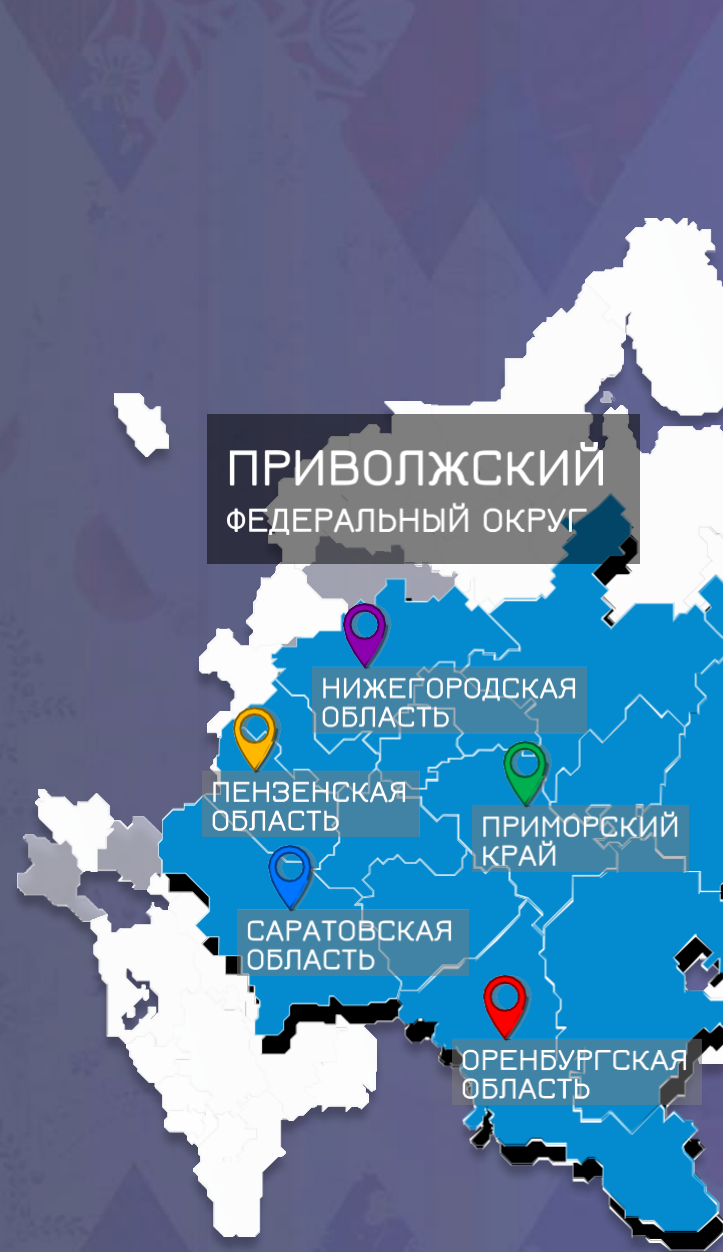 ПРИВОЛЖСКИЙ
ФЕДЕРАЛЬНЫЙ ОКРУГ
НИЖЕГОРОДСКАЯ
ОБЛАСТЬ
ПЕНЗЕНСКАЯ
ОБЛАСТЬ
ПРИМОРСКИЙ
КРАЙ
САРАТОВСКАЯ
ОБЛАСТЬ
ОРЕНБУРГСКАЯ
ОБЛАСТЬ